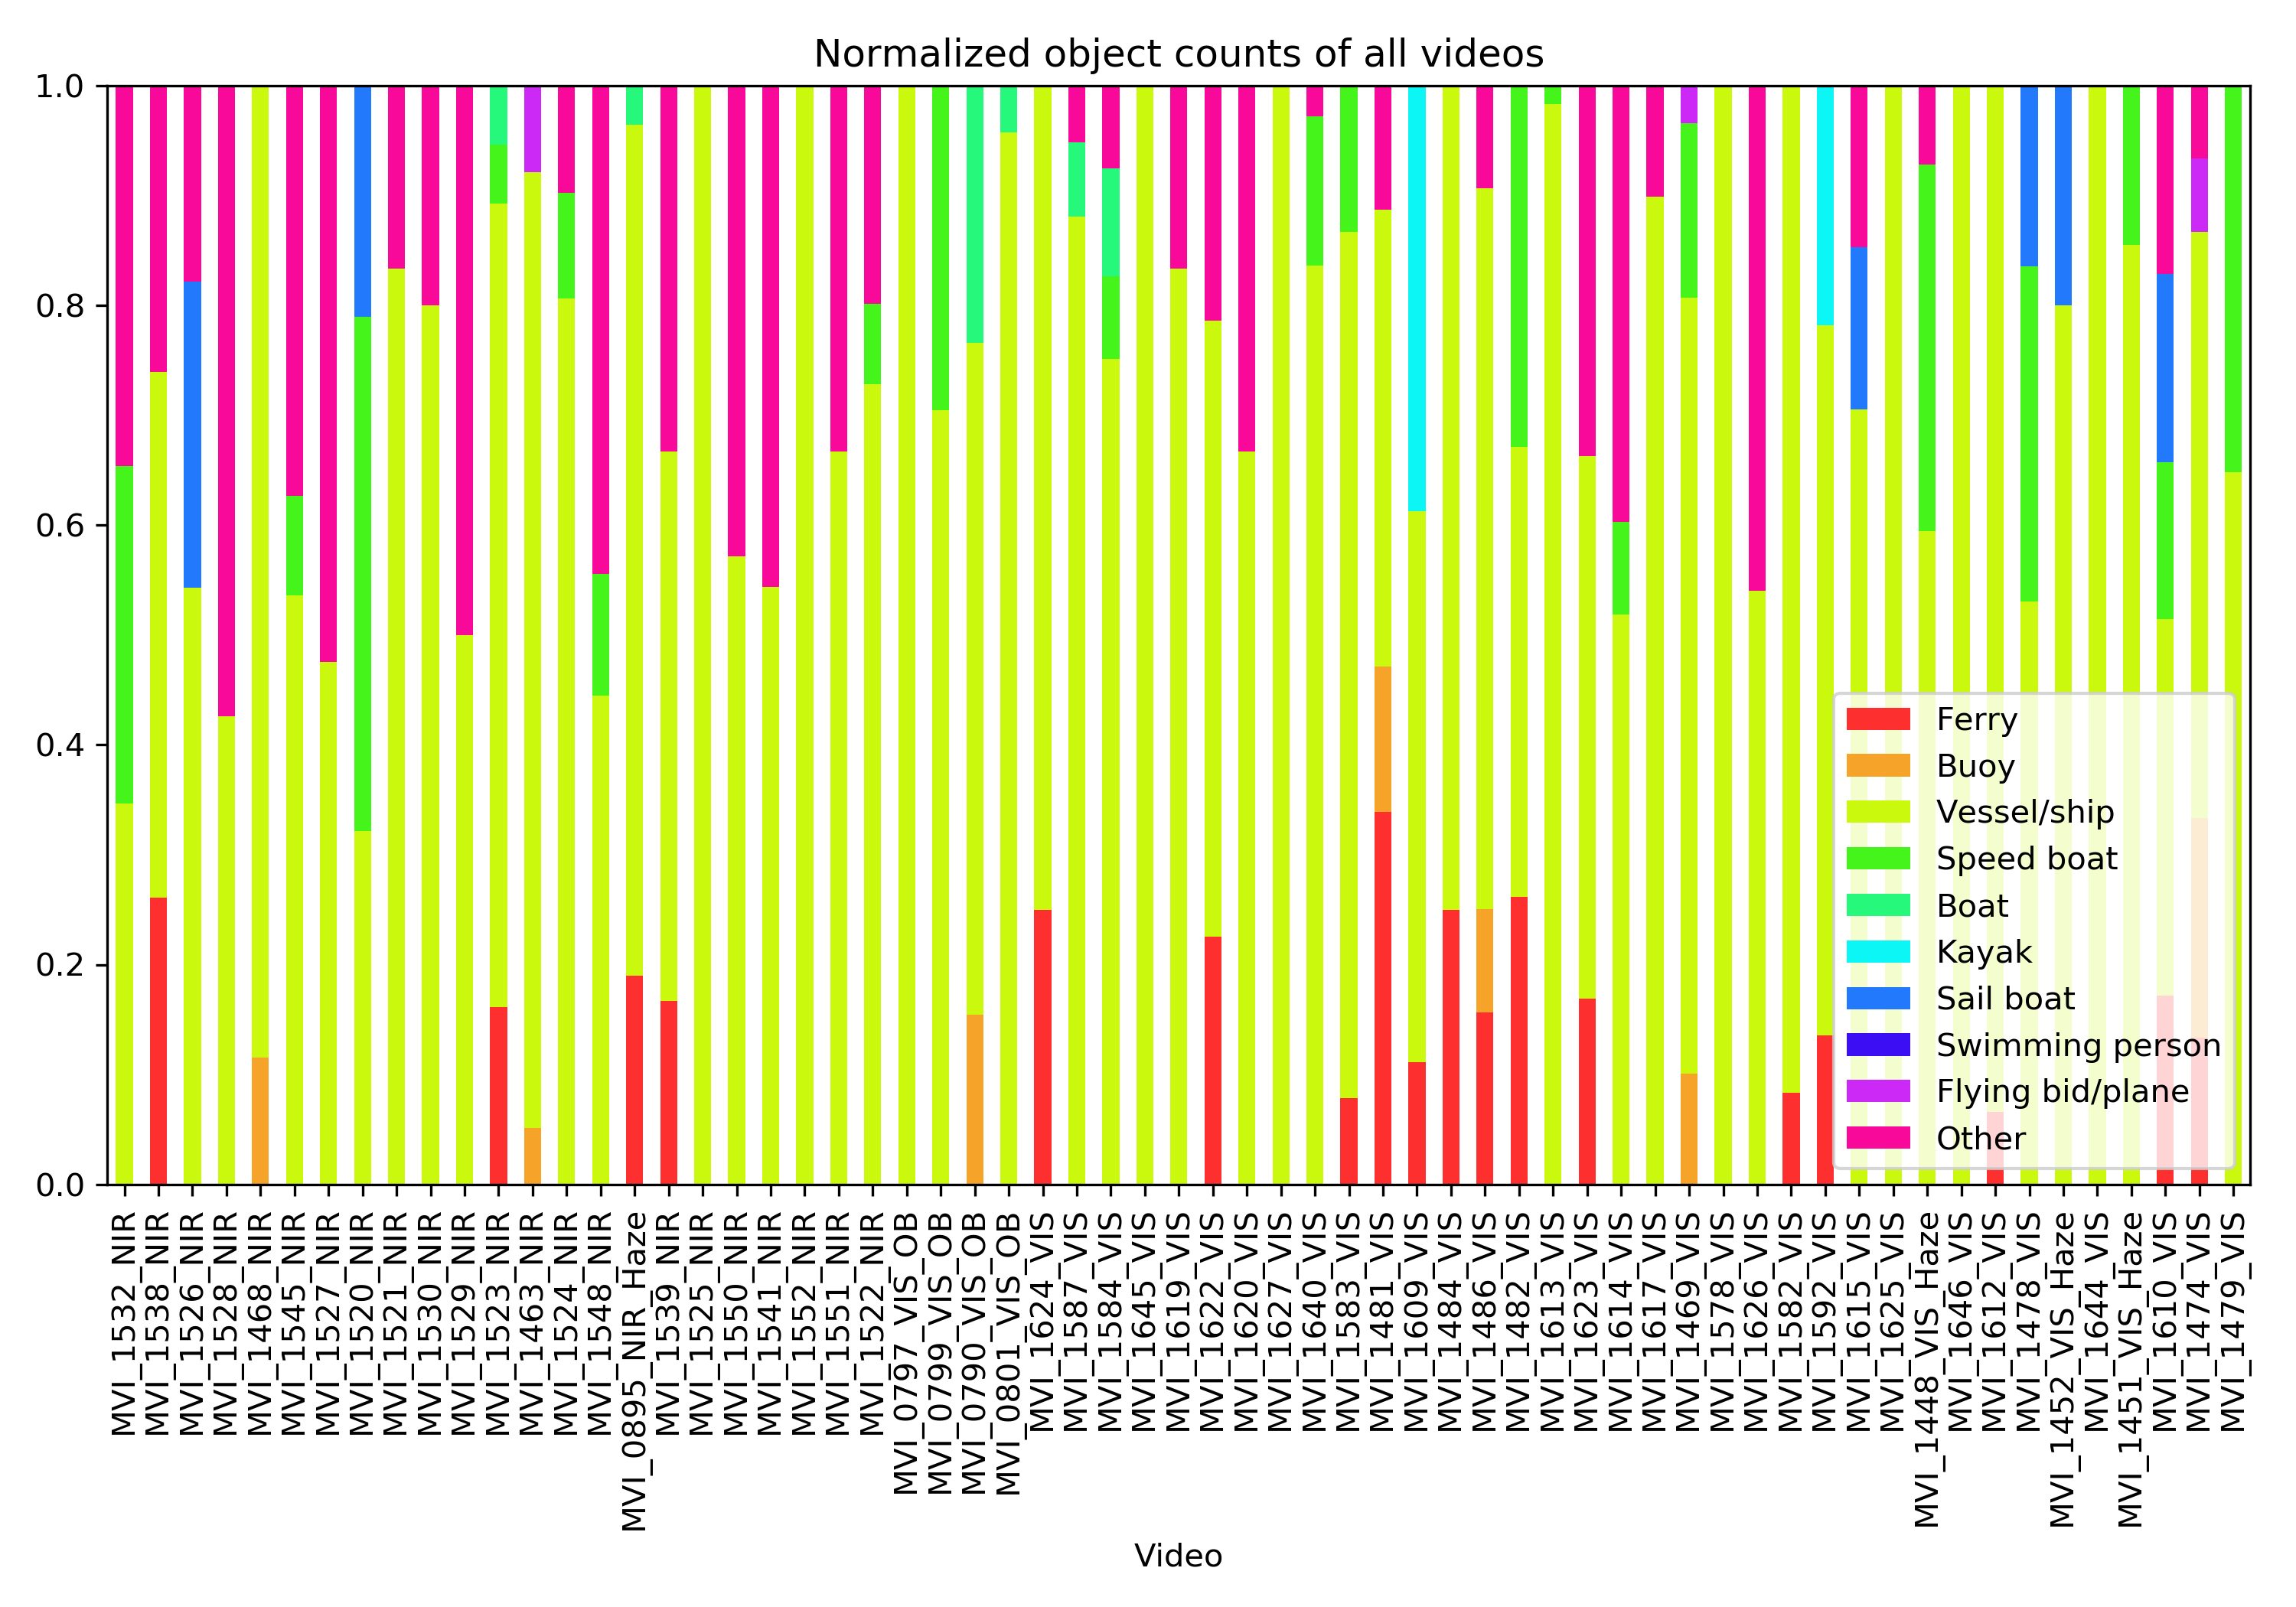 Normalized object counts of all videos
1.0
0.8
0.6
0.4
0.2
0.0
Ferry
Buoy
Vessel/ship
Speed boat
Boat
Kayak
Sail boat
Swimming person
Flying bid/plane
Other
MVI_1532_NIR
MVI_1538_NIR
MVI_1526_NIR
MVI_1528_NIR
MVI_1468_NIR
MVI_1545_NIR
MVI_1527_NIR
MVI_1520_NIR
MVI_1521_NIR
MVI_1530_NIR
MVI_1529_NIR
MVI_1523_NIR
MVI_1463_NIR
MVI_1524_NIR
MVI_1548_NIR
MVI_0895_NIR_Haze
MVI_1539_NIR
MVI_1525_NIR
MVI_1550_NIR
MVI_1541_NIR
MVI_1552_NIR
MVI_1551_NIR
MVI_1522_NIR
MVI_0797_VIS_OB
MVI_0799_VIS_OB
MVI_0790_VIS_OB
MVI_0801_VIS_OB
MVI_1624_VIS
MVI_1587_VIS
MVI_1584_VIS
MVI_1645_VIS
MVI_1619_VIS
MVI_1622_VIS
MVI_1620_VIS
MVI_1627_VIS
MVI_1640_VIS
MVI_1583_VIS
MVI_1481_VIS
MVI_1609_VIS
MVI_1484_VIS
MVI_1486_VIS
MVI_1482_VIS
MVI_1613_VIS
MVI_1623_VIS
MVI_1614_VIS
MVI_1617_VIS
MVI_1469_VIS
MVI_1578_VIS
MVI_1626_VIS
MVI_1582_VIS
MVI_1592_VIS
MVI_1615_VIS
MVI_1625_VIS
MVI_1448_VIS_Haze
MVI_1646_VIS
MVI_1612_VIS
MVI_1478_VIS
MVI_1452_VIS_Haze
MVI_1644_VIS
MVI_1451_VIS_Haze
MVI_1610_VIS
MVI_1474_VIS
MVI_1479_VIS
Video